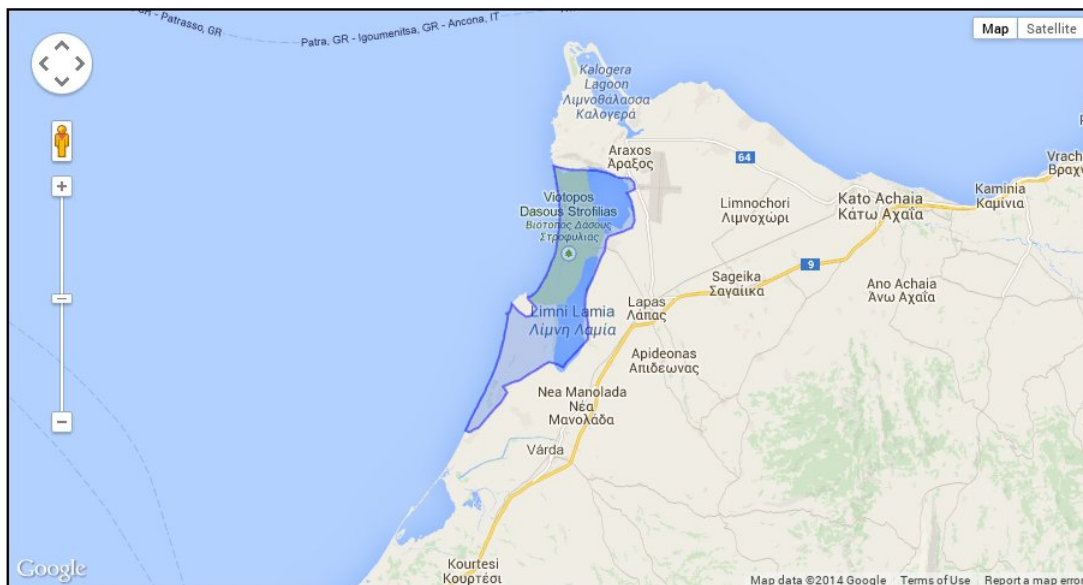 Patrasso, GR
Patra, GR - Igoumenitsa, GR - Ancona, IT
Map
Satellite
Kalogera
Lagoon
Λιμνοθάλασσα
Καλογερά
Araxos
Άραξος
64
Viotopos
Dasous Strofilias
Βιότοπος Δάσους
Στροφυλιάς
Limnochori
Λιμνοχώρι
Kato Achaia
Κάτω Αχαΐα
Kaminia
Καμίνια
Vrach
Βραχν
9
Sageika
Σαγαίικα
Ano Achaia
Άνω Αχαΐα
Lapas
Λάπας
Limni Lamia
Λίμνη Λαμία
Apideonas
Απιδεωνας
Nea Manolada
Νέα
Μανολάδα
Várda
Kourtesi
Κουρτέσι
Google
Map data ©2014 Google
Terms of Use
Report a map erro